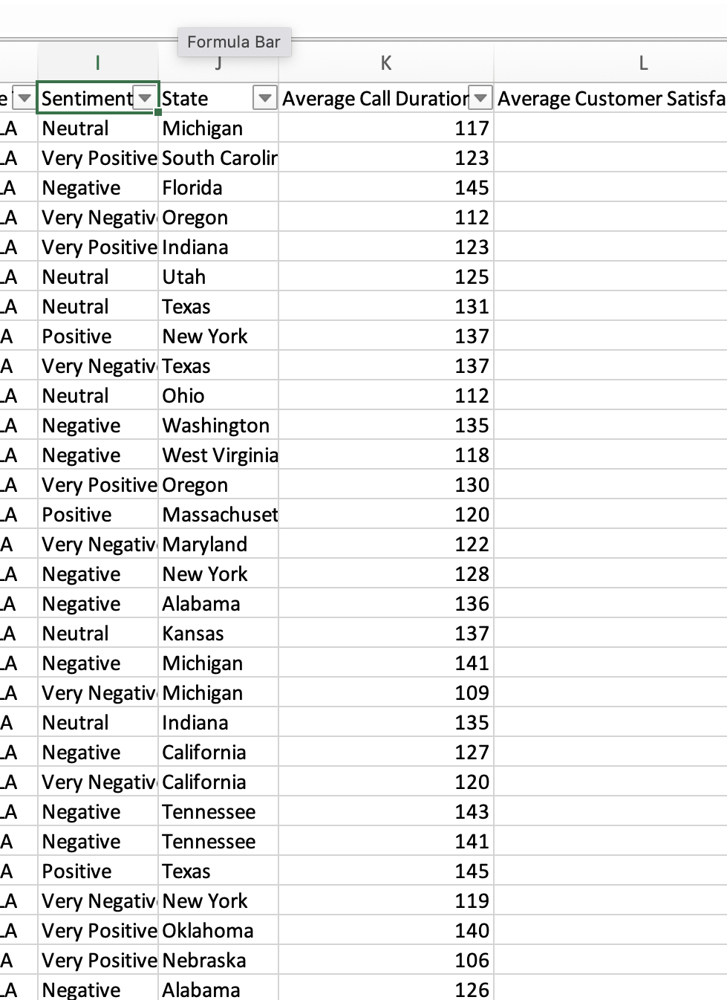 Formula Bar
I J K L
e Sentiment State Average Call Duration Average Customer Satisfa
LA Neutral Michigan 117
LA Very Positive South Carolin 123
LA Negative Florida 145
LA Very Negativ Oregon 112
LA Very Positive Indiana 123
LA Neutral Utah 125
LA Neutral Texas 131
A Positive New York 137
A Very Negativ Texas 137
LA Neutral Ohio 112
LA Negative Washington 135
LA Negative West Virginia 118
LA Very Positive Oregon 130
LA Positive Massachuset 120
A Very Negativ Maryland 122
LA Negative New York 128
LA Negative Alabama 136
LA Neutral Kansas 137
LA Negative Michigan 141
LA Very Negativ Michigan 109
A Neutral Indiana 135
LA Negative California 127
LA Very Negativ California 120
LA Negative Tennessee 143
A Negative Tennessee 141
A Positive Texas 145
LA Very Negativ New York 119
LA Very Positive Oklahoma 140
A Very Positive Nebraska 106
LA Negative Alabama 126